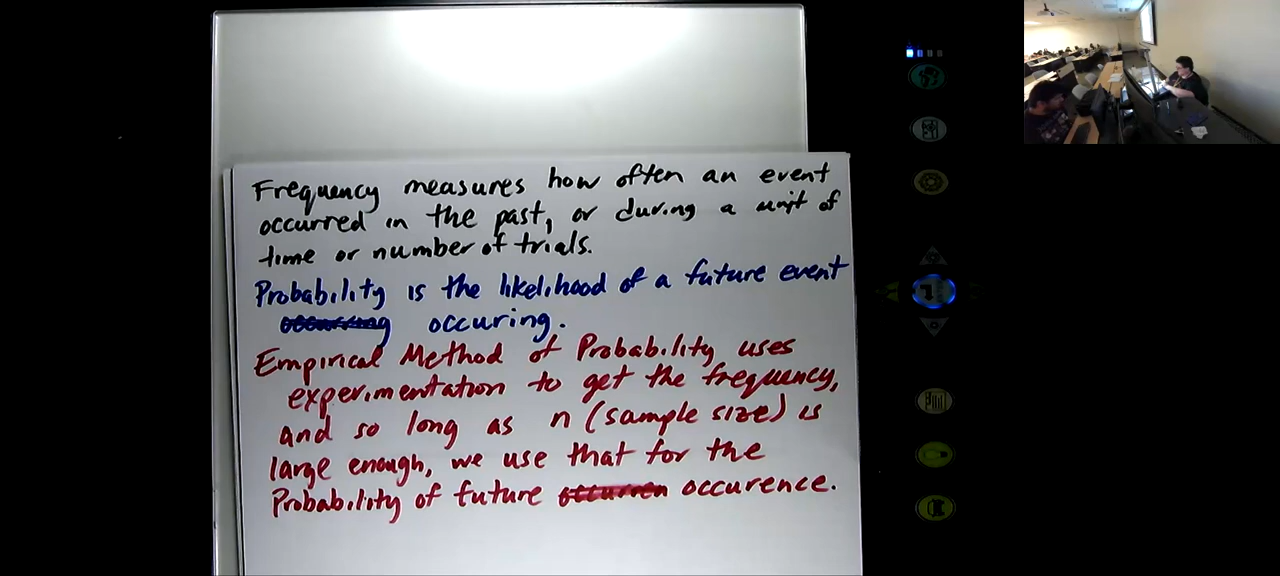 Frequency measures how often an event
occurred in the past, or during a unit of
time or number of trials.
Probability is the likelihood of a future event
occurring occuring.
Empirical Method of Probability uses
experimentation to get the frequency,
and so long as n (sample size) is
large enough, we use that for the
Probability of future occurren occurence.